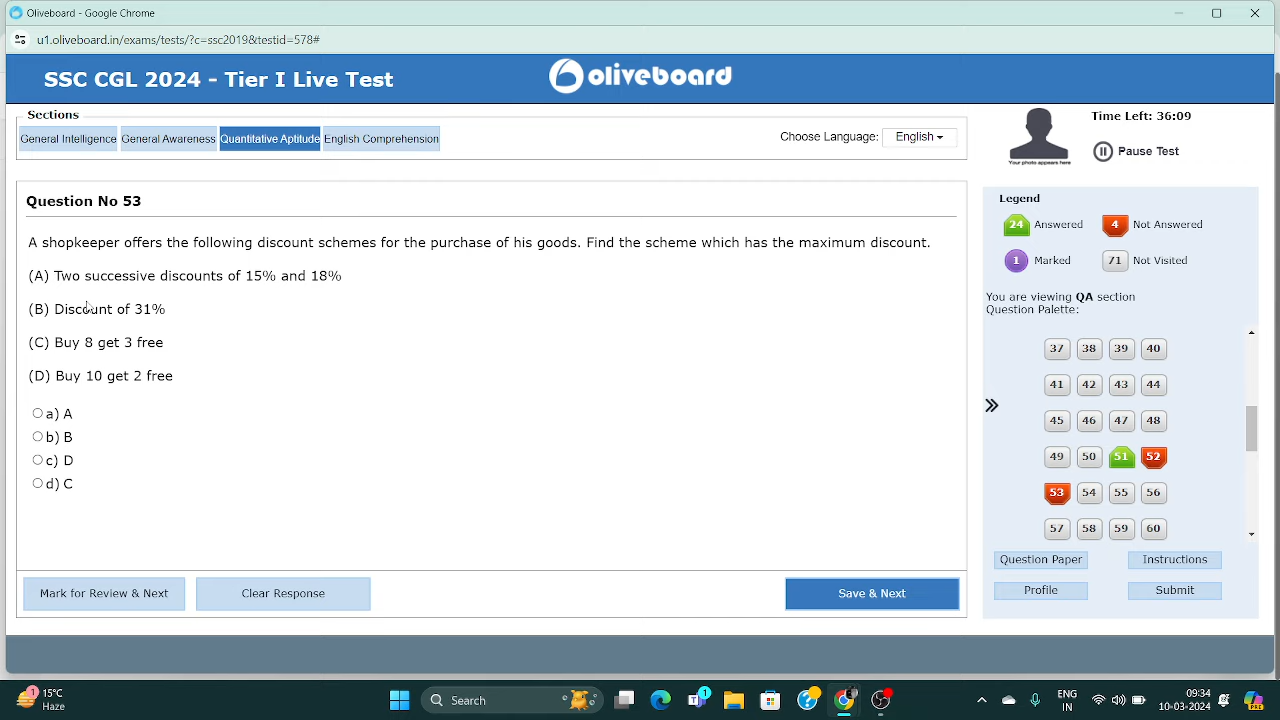 Oliveboard - Google Chrome
u1.oliveboard.in/exams/tests/?c=ssc2019&testid=578#
SSC CGL 2024 - Tier I Live Test
oliveboard
Sections
General Intelligence General Awareness Quantitative Aptitude English Comprehension
Choose Language: English
Your photo appears here
Time Left: 36:09
Pause Test
Question No 53
A shopkeeper offers the following discount schemes for the purchase of his goods. Find the scheme which has the maximum discount.
(A) Two successive discounts of 15% and 18%
(B) Discount of 31%
(C) Buy 8 get 3 free
(D) Buy 10 get 2 free
a) A
b) B
c) D
d) C
Mark for Review & Next
Clear Response
Save & Next
Legend
24 Answered 4 Not Answered
1 Marked 71 Not Visited
You are viewing QA section
Question Palette:
37 38 39 40
41 42 43 44
45 46 47 48
49 50 51 52
53 54 55 56
57 58 59 60
Question Paper Instructions
Profile Submit
15°C
Haze
1
Search
1
ENG
IN
09:34
10-03-2024